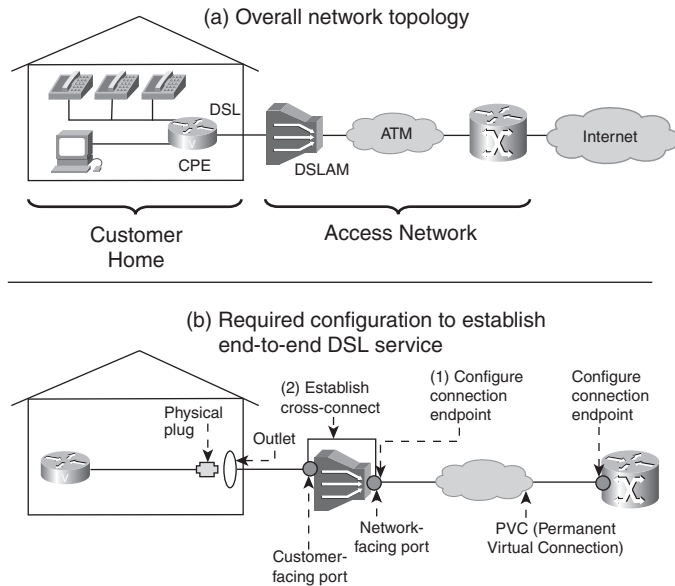 (a) Overall network topology
DSL
V
CPE
DSLAM
ATM
Internet
Customer
Home
Access Network
(b) Required configuration to establish
end-to-end DSL service
Physical
plug
Outlet
(2) Establish
cross-connect
(1) Configure
connection
endpoint
Configure
connection
endpoint
V
Customer-
facing port
Network-
facing port
PVC (Permanent
Virtual Connection)